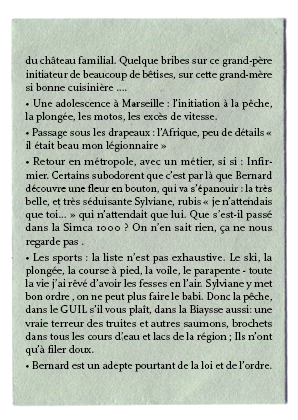 du château familial. Quelque bribes sur ce grand-père
initiateur de beaucoup de bêtises, sur cette grand-mère
si bonne cuisinière ....
• Une adolescence à Marseille : l'initiation à la pêche,
la plongée, les motos, les excès de vitesse.
• Passage sous les drapeaux : l'Afrique, peu de détails «
il était beau mon légionnaire »
• Retour en métropole, avec un métier, si si : Infir-
mier. Certains subodorent que c'est par là que Bernard
découvre une fleur en bouton, qui va s'épanouir : la très
belle, et très séduisante Sylviane, rubis « je n'attendais
que toi... » qui n'attendait que lui. Que s'est-il passé
dans la Simca 1000 ? On n'en sait rien, ça ne nous
regarde pas .
• Les sports : la liste n'est pas exhaustive. Le ski, la
plongée, la course à pied, la voile, le parapente - toute
la vie j'ai rêvé d'avoir les fesses en l'air. Sylviane y met
bon ordre , on ne peut plus faire le babi. Donc la pêche,
dans le GUIL s'il vous plaît, dans la Biaysse aussi: une
vraie terreur des truites et autres saumons, brochets
dans tous les cours d'eau et lacs de la région ; Ils n'ont
qu'à filer doux.
• Bernard est un adepte pourtant de la loi et de l'ordre.